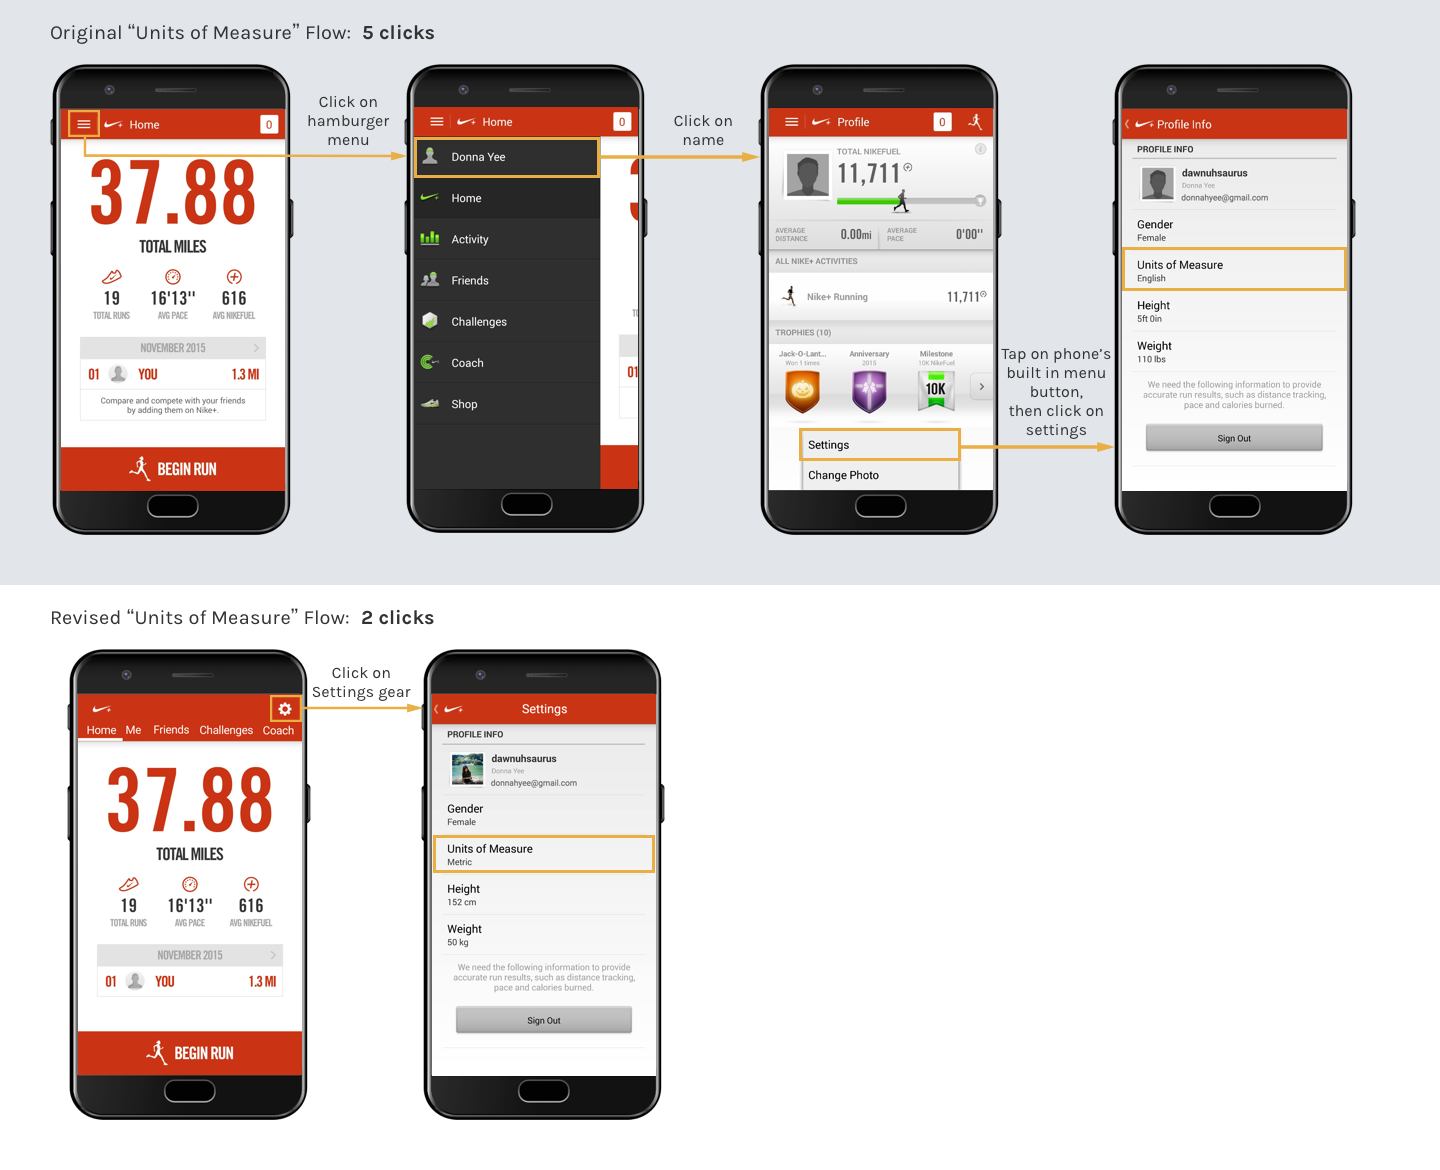 Original “Units of Measure” Flow: 5 clicks
Home
0
37.88
TOTAL MILES
19
16'13''
616
TOTAL RUNS
AVG PACE
AVG NIKEFUEL
NOVEMBER 2015
01 YOU 1.3 MI
Compare and compete with your friends
by adding them on Nike+.
BEGIN RUN
Click on
hamburger
menu
Home
0
Donna Yee
Home
Activity
Friends
Challenges
Coach
Shop
01
Click on
name
Profile
0
TOTAL NIKEFUEL
11,711
AVERAGE
DISTANCE
0.00mi
AVERAGE
PACE
0'00''
ALL NIKE+ ACTIVITIES
Nike+ Running
11,711
TROPHIES (10)
Jack-O-Lant...
Won 1 times
Anniversary
2015
Milestone
10K NikeFuel
10K
Settings
Change Photo
Tap on phone’s
built in menu
button,
then click on
settings
Profile Info
PROFILE INFO
dawnuhsaurus
Donna Yee
donnahyee@gmail.com
Gender
Female
Units of Measure
English
Height
5ft 0in
Weight
110 lbs
We need the following information to provide
accurate run results, such as distance tracking,
pace and calories burned.
Sign Out
Revised “Units of Measure” Flow: 2 clicks
Home Me Friends Challenges Coach
37.88
TOTAL MILES
19
16'13''
616
TOTAL RUNS
AVG PACE
AVG NIKEFUEL
NOVEMBER 2015
01 YOU 1.3 MI
BEGIN RUN
Click on
Settings gear
Settings
PROFILE INFO
dawnuhsaurus
Donna Yee
donnahyee@gmail.com
Gender
Female
Units of Measure
Metric
Height
152 cm
Weight
50 kg
We need the following information to provide
accurate run results, such as distance tracking,
pace and calories burned.
Sign Out